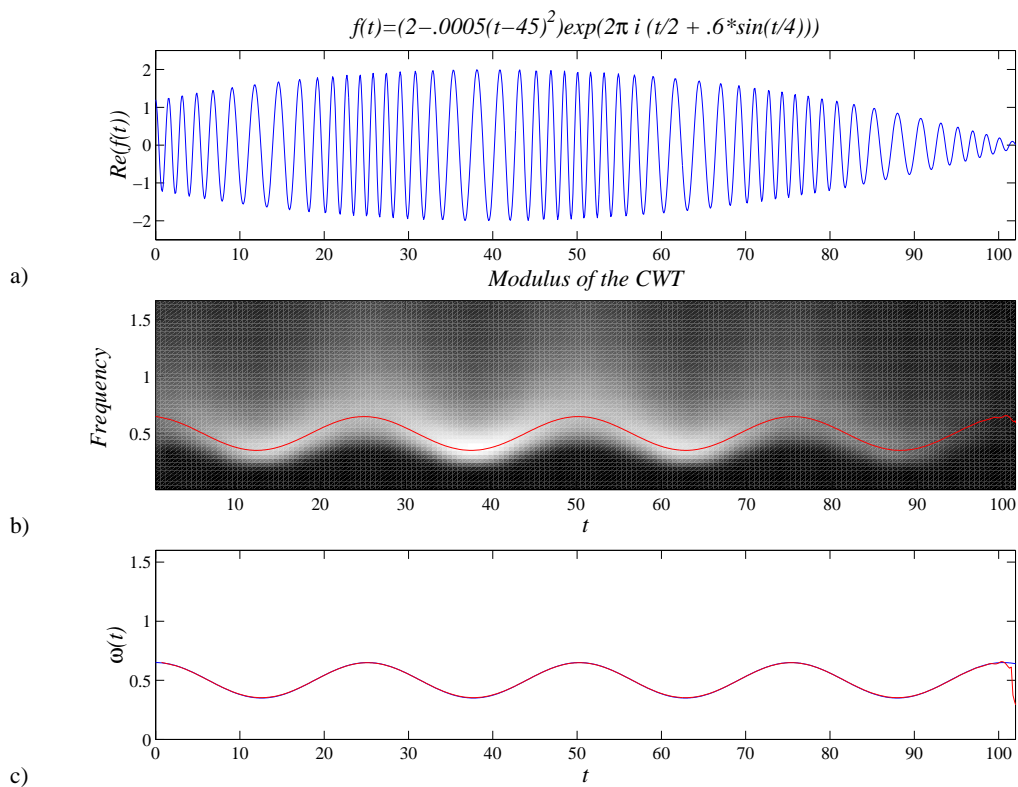 f(t)=(2−.0005(t−45)²)exp(2π i (t/2 + .6*sin(t/4)))
2
1
0
−1
−2
Re(f(t))
0 10 20 30 40 50 60 70 80 90 100
a)
Modulus of the CWT
1.5
1
0.5
Frequency
10 20 30 40 50 60 70 80 90 100
t
b)
1.5
1
0.5
0
ω(t)
0 10 20 30 40 50 60 70 80 90 100
t
c)